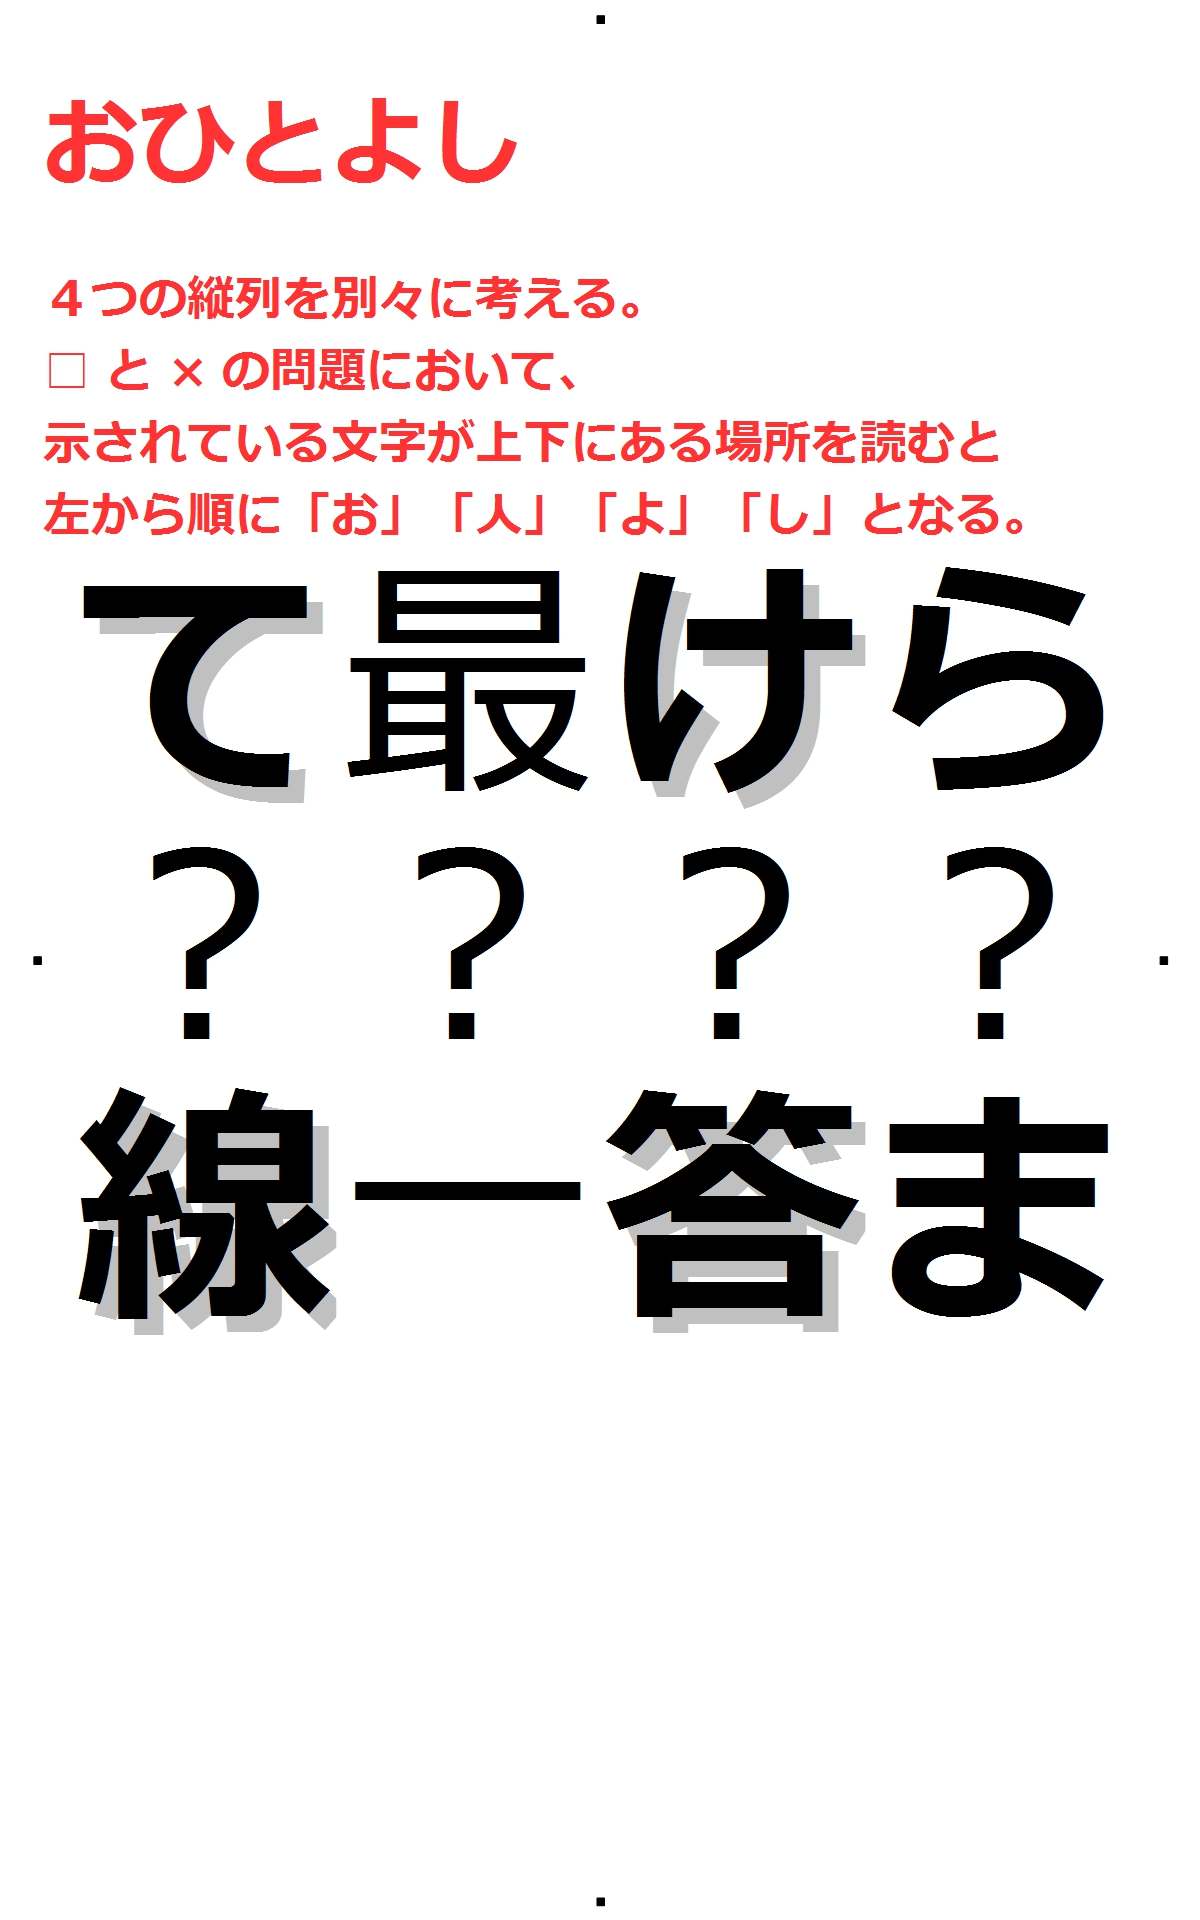 おひとよし
４つの縦列を別々に考える。
□ と × の問題において、
示されている文字が上下にある場所を読むと
左から順に「お」「人」「よ」「し」となる。
て最けら
？？？？
線一答ま